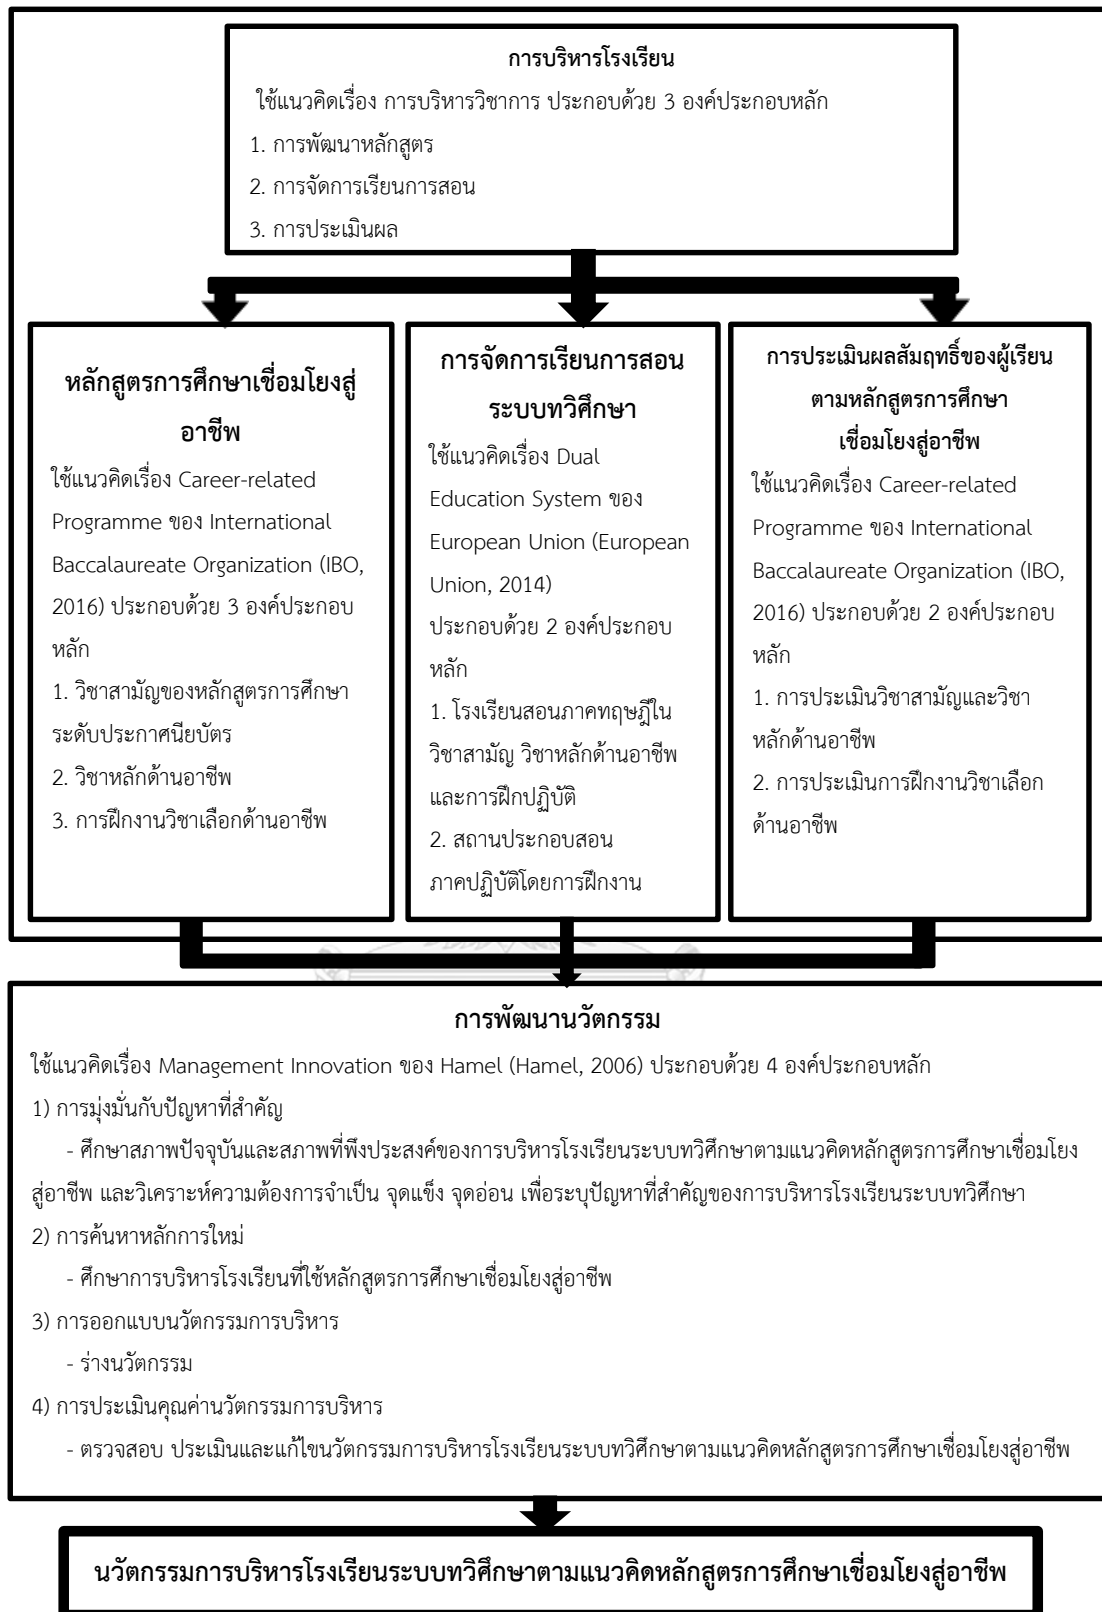 การบริหารโรงเรียน
ใช้แนวคิดเรื่อง การบริหารวิชาการ ประกอบด้วย 3 องค์ประกอบหลัก
1. การพัฒนาหลักสูตร
2. การจัดการเรียนการสอน
3. การประเมินผล
หลักสูตรการศึกษาเชื่อมโยงสู่
อาชีพ
ใช้แนวคิดเรื่อง Career-related
Programme ของ International
Baccalaureate Organization (IBO,
2016) ประกอบด้วย 3 องค์ประกอบ
หลัก
1. วิชาสามัญของหลักสูตรการศึกษา
ระดับประกาศนียบัตร
2. วิชาหลักด้านอาชีพ
3. การฝึกงานวิชาเลือกด้านอาชีพ
การจัดการเรียนการสอน
ระบบทวิศึกษา
ใช้แนวคิดเรื่อง Dual
Education System ของ
European Union (European
Union, 2014)
ประกอบด้วย 2 องค์ประกอบ
หลัก
1. โรงเรียนสอนภาคทฤษฎีใน
วิชาสามัญ วิชาหลักด้านอาชีพ
และการฝึกปฏิบัติ
2. สถานประกอบสอน
ภาคปฏิบัติโดยการฝึกงาน
การประเมินผลสัมฤทธิ์ของผู้เรียน
ตามหลักสูตรการศึกษา
เชื่อมโยงสู่อาชีพ
ใช้แนวคิดเรื่อง Career-related
Programme ของ International
Baccalaureate Organization (IBO,
2016) ประกอบด้วย 2 องค์ประกอบ
หลัก
1. การประเมินวิชาสามัญและวิชา
หลักด้านอาชีพ
2. การประเมินการฝึกงานวิชาเลือก
ด้านอาชีพ
การพัฒนานวัตกรรม
ใช้แนวคิดเรื่อง Management Innovation ของ Hamel (Hamel, 2006) ประกอบด้วย 4 องค์ประกอบหลัก
1) การมุ่งมั่นกับปัญหาที่สำคัญ
- ศึกษาสภาพปัจจุบันและสภาพที่พึงประสงค์ของการบริหารโรงเรียนระบบทวิศึกษาตามแนวคิดหลักสูตรการศึกษาเชื่อมโยง
สู่อาชีพ และวิเคราะห์ความต้องการจำเป็น จุดแข็ง จุดอ่อน เพื่อระบุปัญหาที่สำคัญของการบริหารโรงเรียนระบบทวิศึกษา
2) การค้นหาหลักการใหม่
- ศึกษาการบริหารโรงเรียนที่ใช้หลักสูตรการศึกษาเชื่อมโยงสู่อาชีพ
3) การออกแบบนวัตกรรมการบริหาร
- ร่างนวัตกรรม
4) การประเมินคุณค่านวัตกรรมการบริหาร
- ตรวจสอบ ประเมินและแก้ไขนวัตกรรมการบริหารโรงเรียนระบบทวิศึกษาตามแนวคิดหลักสูตรการศึกษาเชื่อมโยงสู่อาชีพ
นวัตกรรมการบริหารโรงเรียนระบบทวิศึกษาตามแนวคิดหลักสูตรการศึกษาเชื่อมโยงสู่อาชีพ